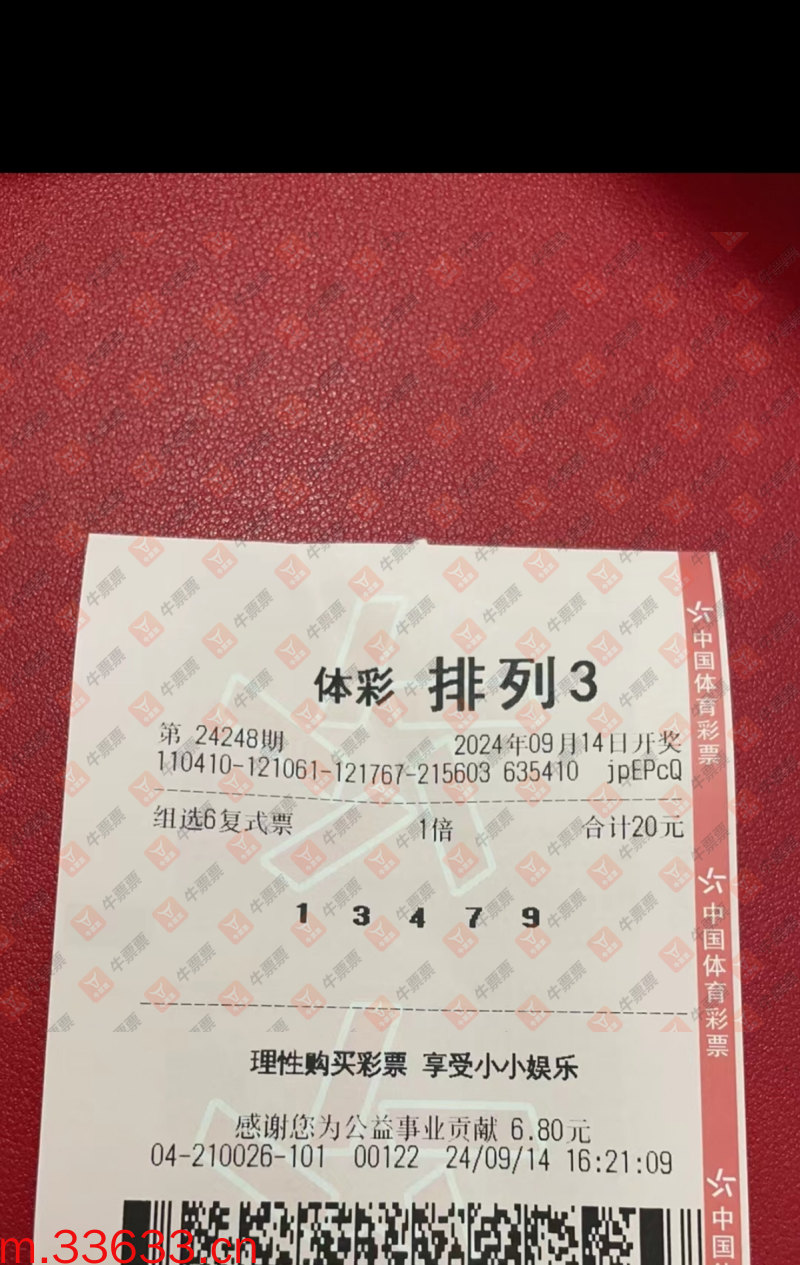 体彩 排列3
第 24248期 2024年09月14日开奖
110410-121061-121767-215603 635410 jpEPcQ
组选6复式票 1倍 合计20元
1 3 4 7 9
理性购买彩票 享受小小娱乐
感谢您为公益事业贡献 6.80元
04-210026-101 00122 24/09/14 16:21:09
中国体育彩票
中国体育彩票
中国
牛票票
m.33633.cn